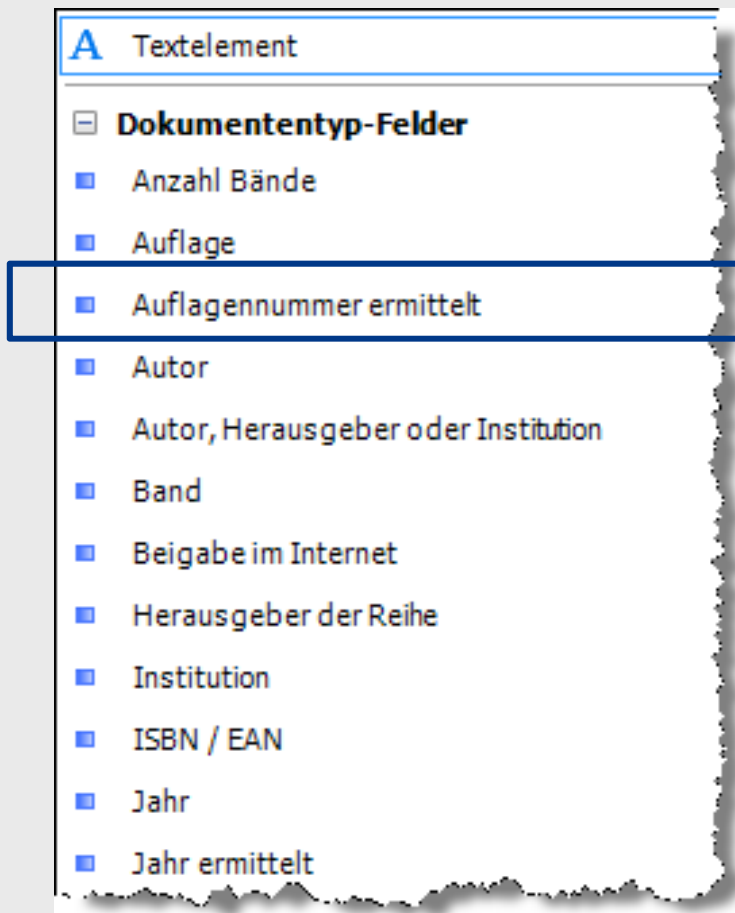 A Textelement
Dokumententyp-Felder
Anzahl Bände
Auflage
Auflagennummer ermittelt
Autor
Autor, Herausgeber oder Institution
Band
Beigabe im Internet
Herausgeber der Reihe
Institution
ISBN / EAN
Jahr
Jahr ermittelt